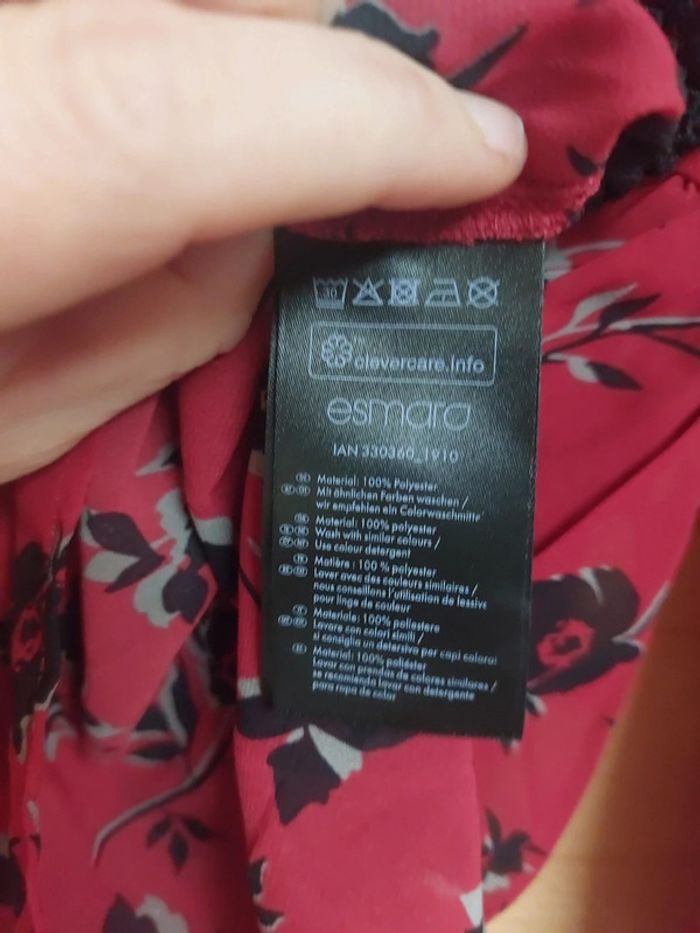 30
clevercare.info
esmara
IAN 330360_1910
Material: 100% Polyester
Mit ähnlichen Farben waschen /
wir empfehlen ein Colorwaschmittel
Material: 100% polyester
Wash with similar colours /
Use colour detergent
Matière : 100 % polyester
Laver avec des couleurs similaires /
nous conseillons l'utilisation de lessive
pour linge de couleur
Materiale: 100% poliestere
Lavare con colori simili /
si consiglia un detersivo per capi colorati
Material: 100% poliéster
Lavar con prendas de colores similares /
se recomienda lavar con detergente
para ropa de color